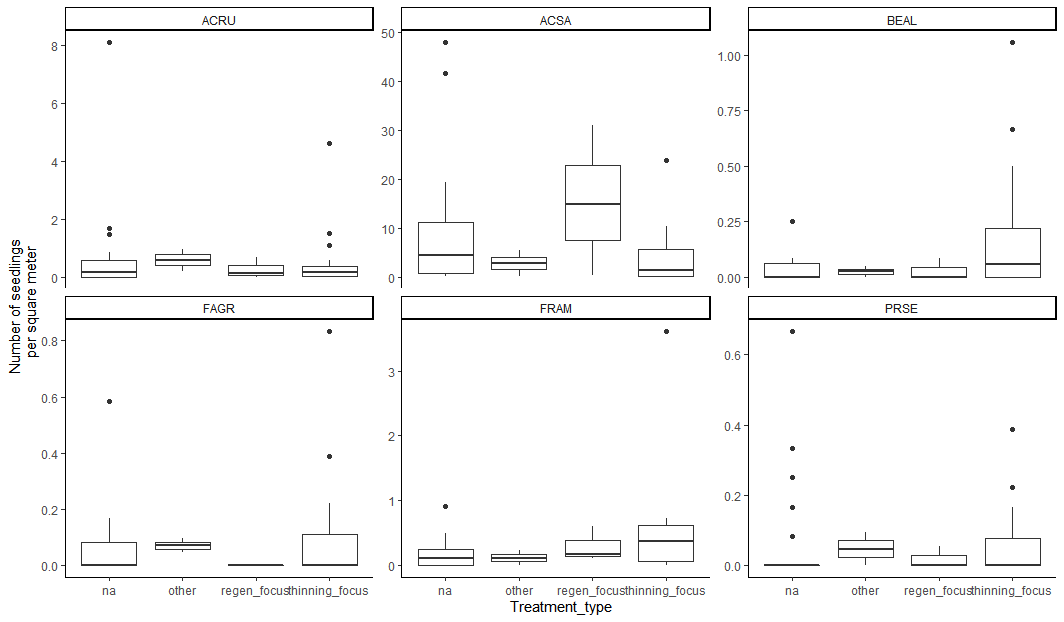 ACRU
ACSA
BEAL
8
6
4
2
0
50
40
30
20
10
0
1.00
0.75
0.50
0.25
0.00
FAGR
FRAM
PRSE
0.8
0.6
0.4
0.2
0.0
3
2
1
0
0.6
0.4
0.2
0.0
na other regen_focus thinning_focus
na other regen_focus thinning_focus
na other regen_focus thinning_focus
Treatment_type
Number of seedlings
per square meter